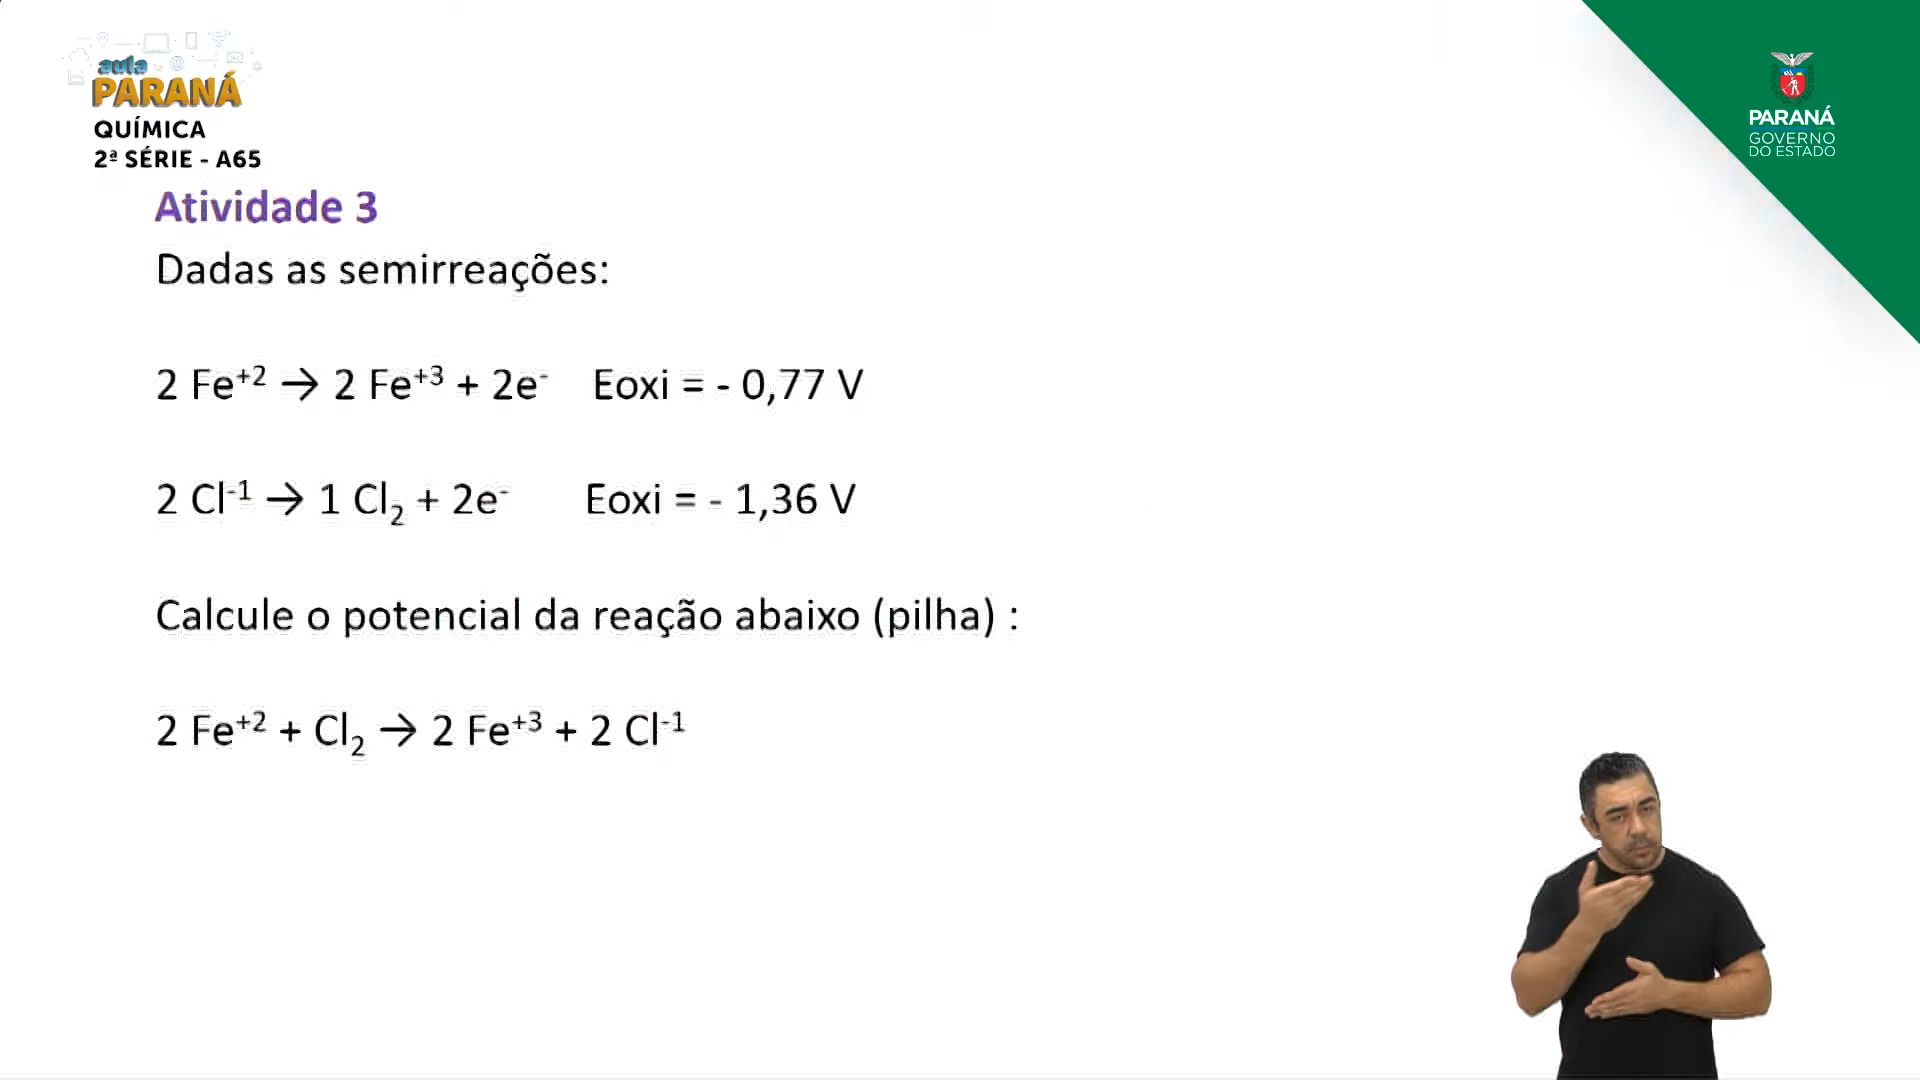 aula
PARANÁ
QUÍMICA
2ª SÉRIE - A65
PARANÁ
GOVERNO
DO ESTADO
Atividade 3
Dadas as semirreações:
2 Fe⁺² → 2 Fe⁺³ + 2e⁻ Eoxi = - 0,77 V
2 Cl⁻¹ → 1 Cl₂ + 2e⁻ Eoxi = - 1,36 V
Calcule o potencial da reação abaixo (pilha) :
2 Fe⁺² + Cl₂ → 2 Fe⁺³ + 2 Cl⁻¹